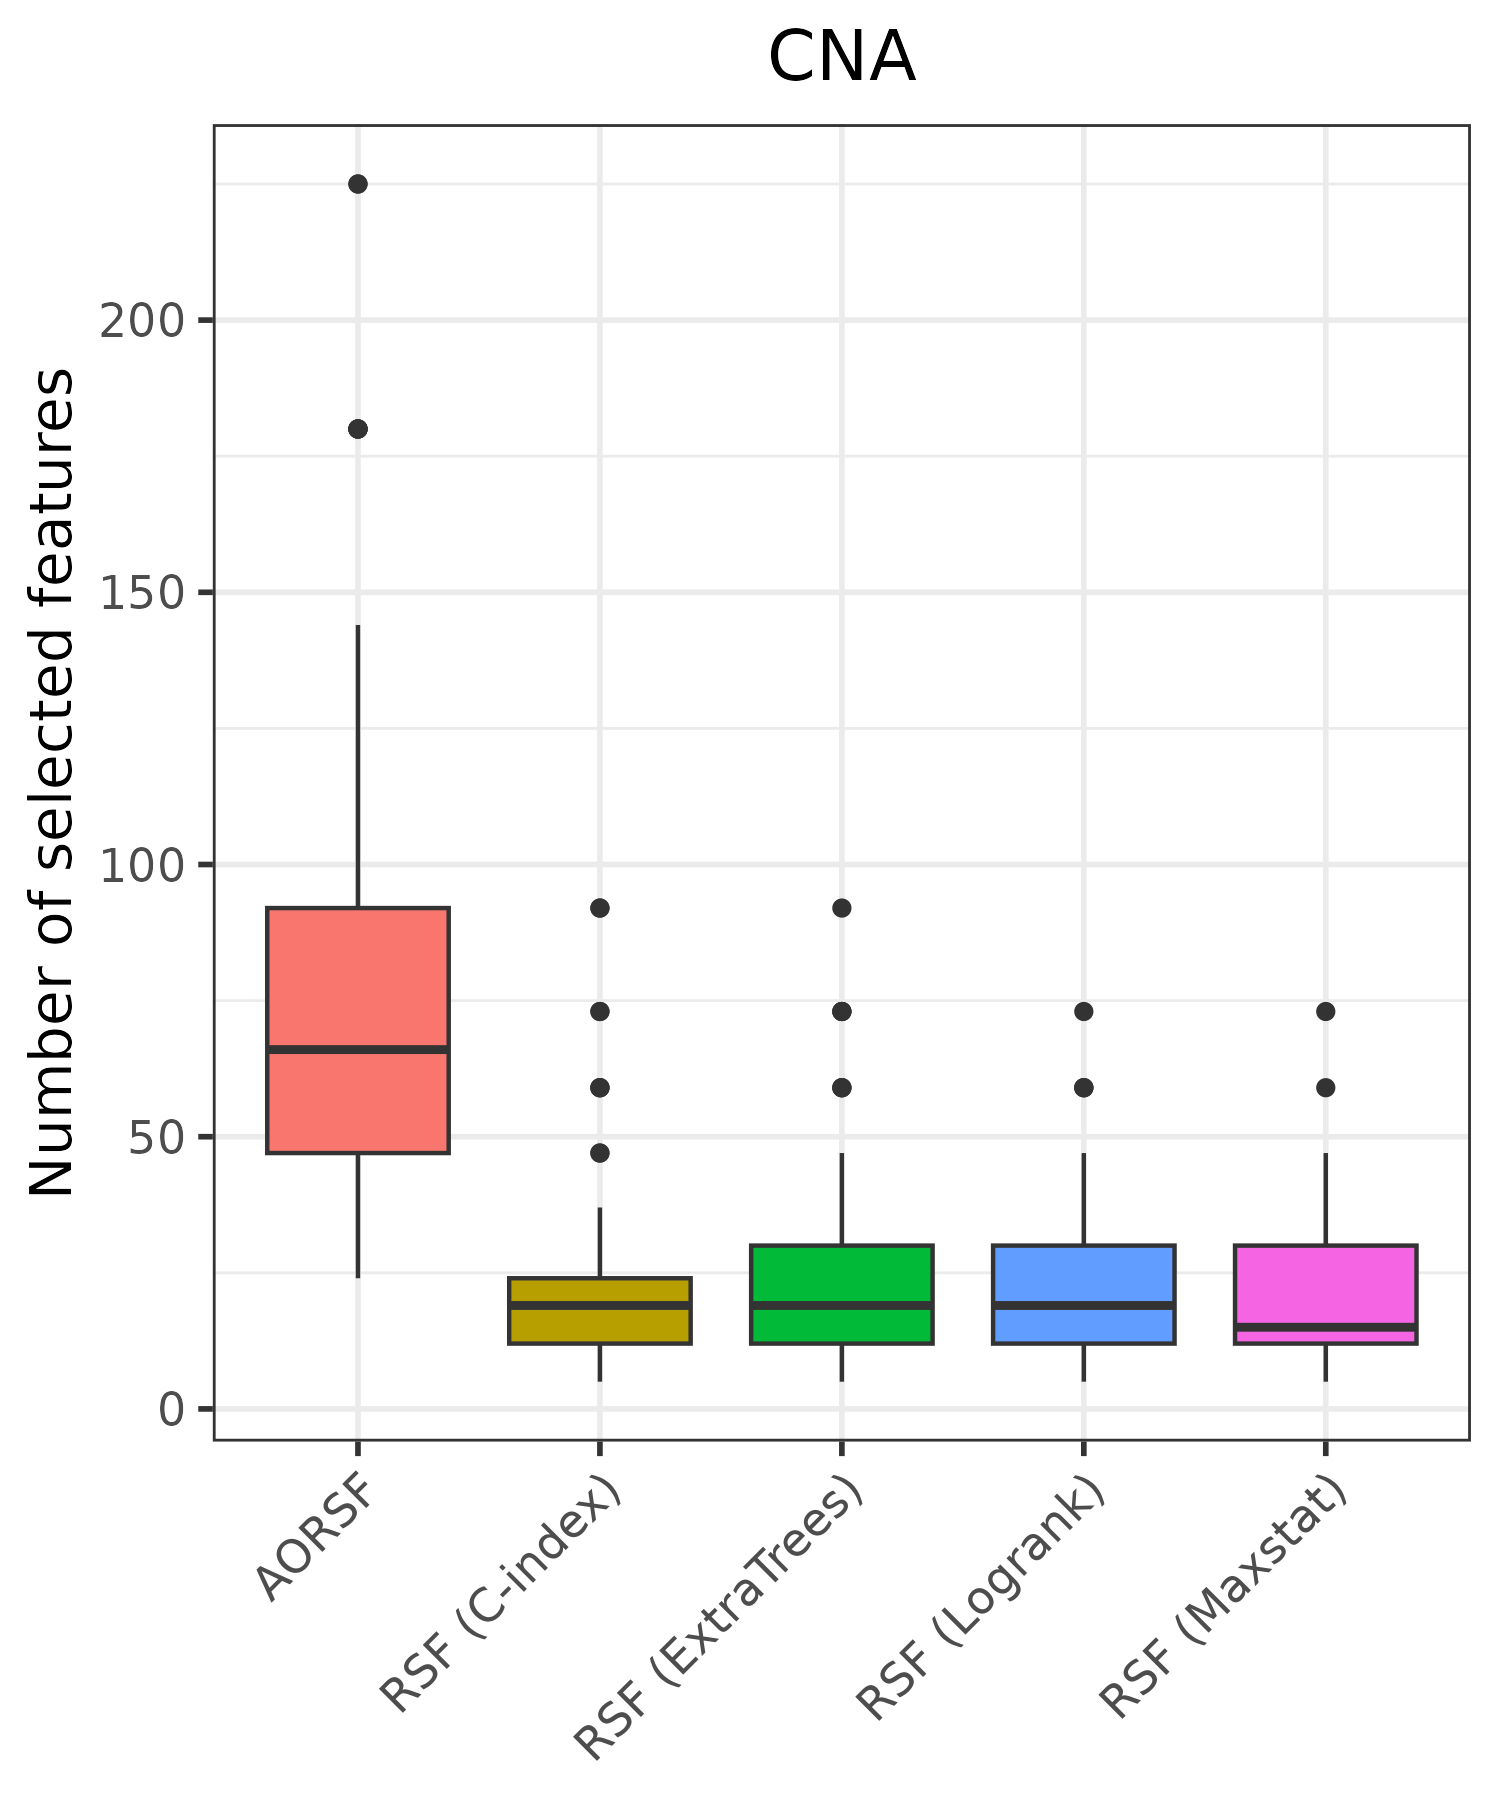 CNA
Number of selected features
200
150
100
50
0
AORSF
RSF (C-index)
RSF (ExtraTrees)
RSF (Logrank)
RSF (Maxstat)